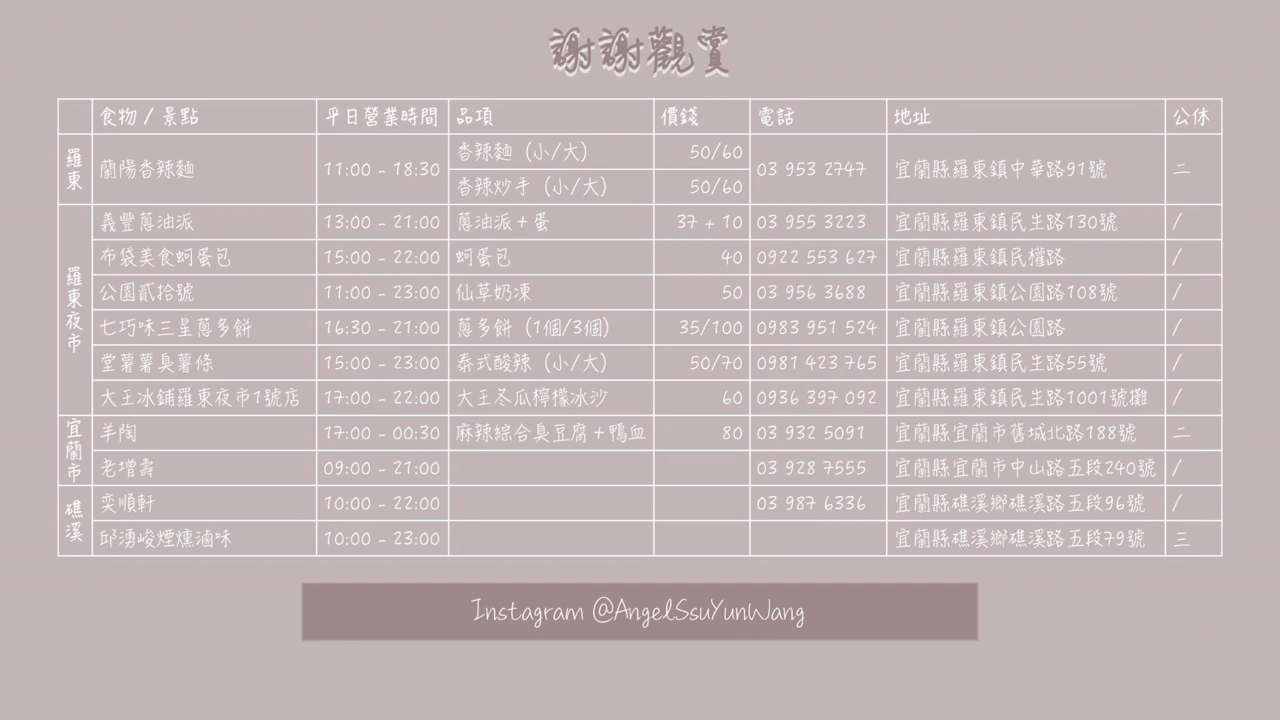 謝謝觀賞
食物 / 景點 平日營業時間 品項 價錢 電話 地址 公休
羅東 蘭陽香辣麵 11:00 - 18:30 香辣麵 (小/大) 50/60 03 953 2747 宜蘭縣羅東鎮中華路91號 二
香辣炒手 (小/大) 50/60
羅東夜市 義豐蔥油派 13:00 - 21:00 蔥油派 + 蛋 37 + 10 03 955 3223 宜蘭縣羅東鎮民生路130號 /
布袋美食蚵蛋包 15:00 - 22:00 蚵蛋包 40 0922 553 627 宜蘭縣羅東鎮民權路 /
公園貳拾號 11:00 - 23:00 仙草奶凍 50 03 956 3688 宜蘭縣羅東鎮公園路108號 /
七巧味三星蔥多餅 16:30 - 21:00 蔥多餅 (1個/3個) 35/100 0983 951 524 宜蘭縣羅東鎮公園路 /
堂薯薯臭薯條 15:00 - 23:00 泰式酸辣 (小/大) 50/70 0981 423 765 宜蘭縣羅東鎮民生路55號 /
大王冰鋪羅東夜市1號店 17:00 - 22:00 大王冬瓜檸檬冰沙 60 0936 397 092 宜蘭縣羅東鎮民生路1001號攤 /
宜蘭市 羊陶 17:00 - 00:30 麻辣綜合臭豆腐 + 鴨血 80 03 932 5091 宜蘭縣宜蘭市舊城北路188號 二
老增壽 09:00 - 21:00 03 928 7555 宜蘭縣宜蘭市中山路五段240號 /
礁溪 奕順軒 10:00 - 22:00 03 987 6336 宜蘭縣礁溪鄉礁溪路五段96號 /
邱湧峻煙燻滷味 10:00 - 23:00 宜蘭縣礁溪鄉礁溪路五段79號 三
Instagram @AngelSsuYunWang